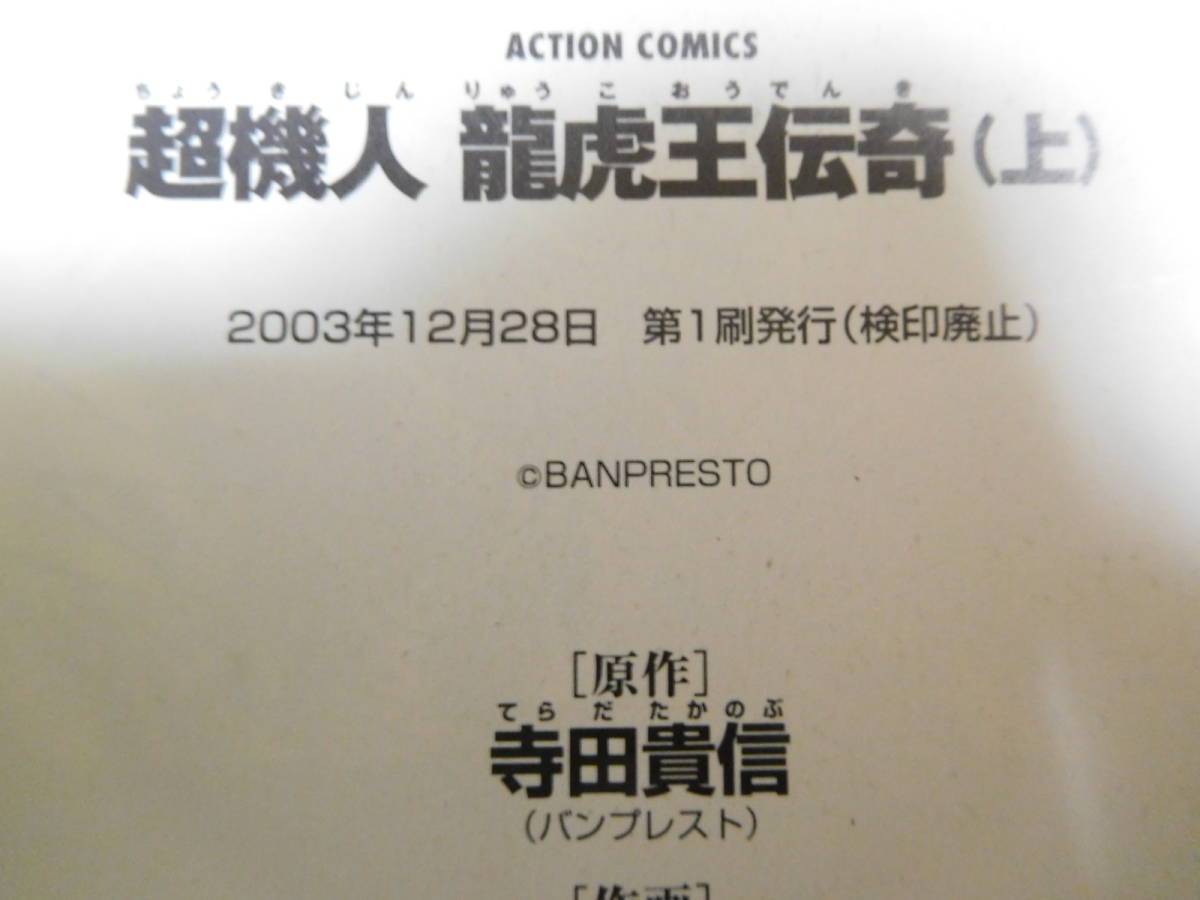 ACTION COMICS
ちょうきじん りゅうこおうでんき
超機人 龍虎王伝奇(上)
2003年12月28日 第1刷発行(検印廃止)
©BANPRESTO
[原作]
てらだたかのぶ
寺田貴信
(バンプレスト)
[作画]